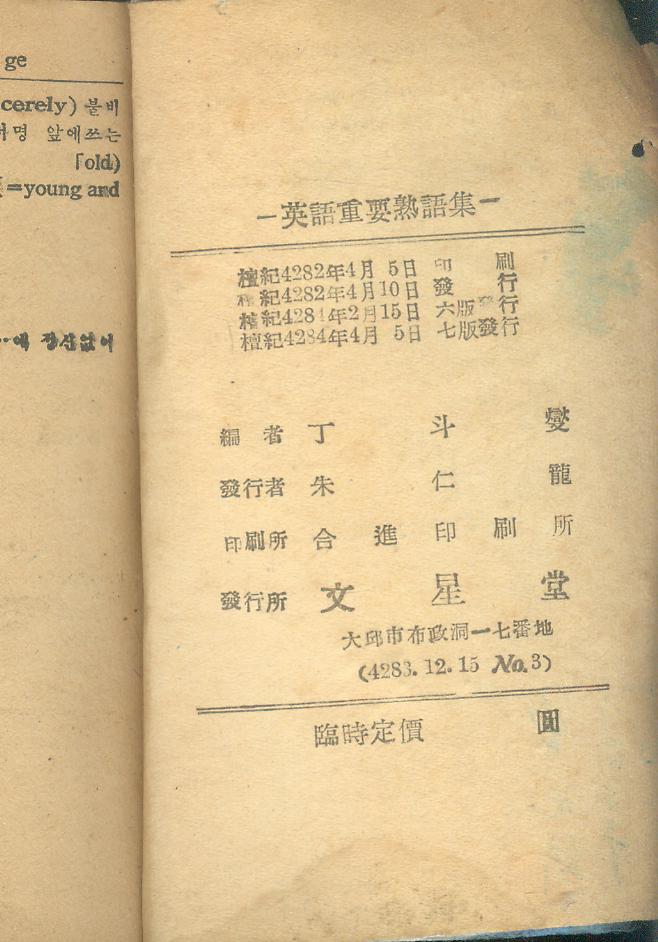 ge
cerely) 불비
명 앞에쓰는
「old)
=young and
─英語重要熟語集─
檀紀4282年4月 5日 印 刷
檀紀4282年4月10日 發 行
檀紀4284年2月15日 六版發行
檀紀4284年4月 5日 七版發行
編 者 丁 斗 燮
發行者 朱 仁 龍
印刷所 合 進 印 刷 所
發行所 文 星 堂
大邱市布政洞一七番地
(4283.12.15 No.3)
臨時定價 圓